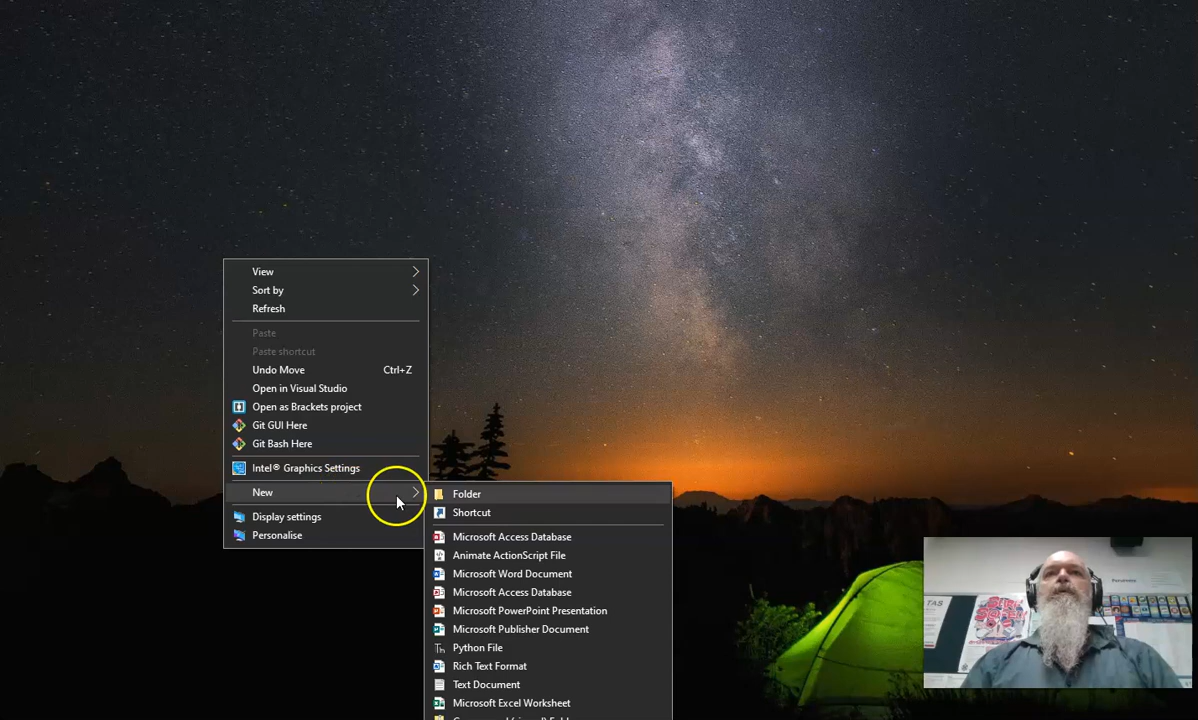 View
Sort by
Refresh
Paste
Paste shortcut
Undo Move Ctrl+Z
Open in Visual Studio
Open as Brackets project
Git GUI Here
Git Bash Here
Intel® Graphics Settings
New
Display settings
Personalise
Folder
Shortcut
Microsoft Access Database
Animate ActionScript File
Microsoft Word Document
Microsoft Access Database
Microsoft PowerPoint Presentation
Microsoft Publisher Document
Python File
Rich Text Format
Text Document
Microsoft Excel Worksheet
TAS